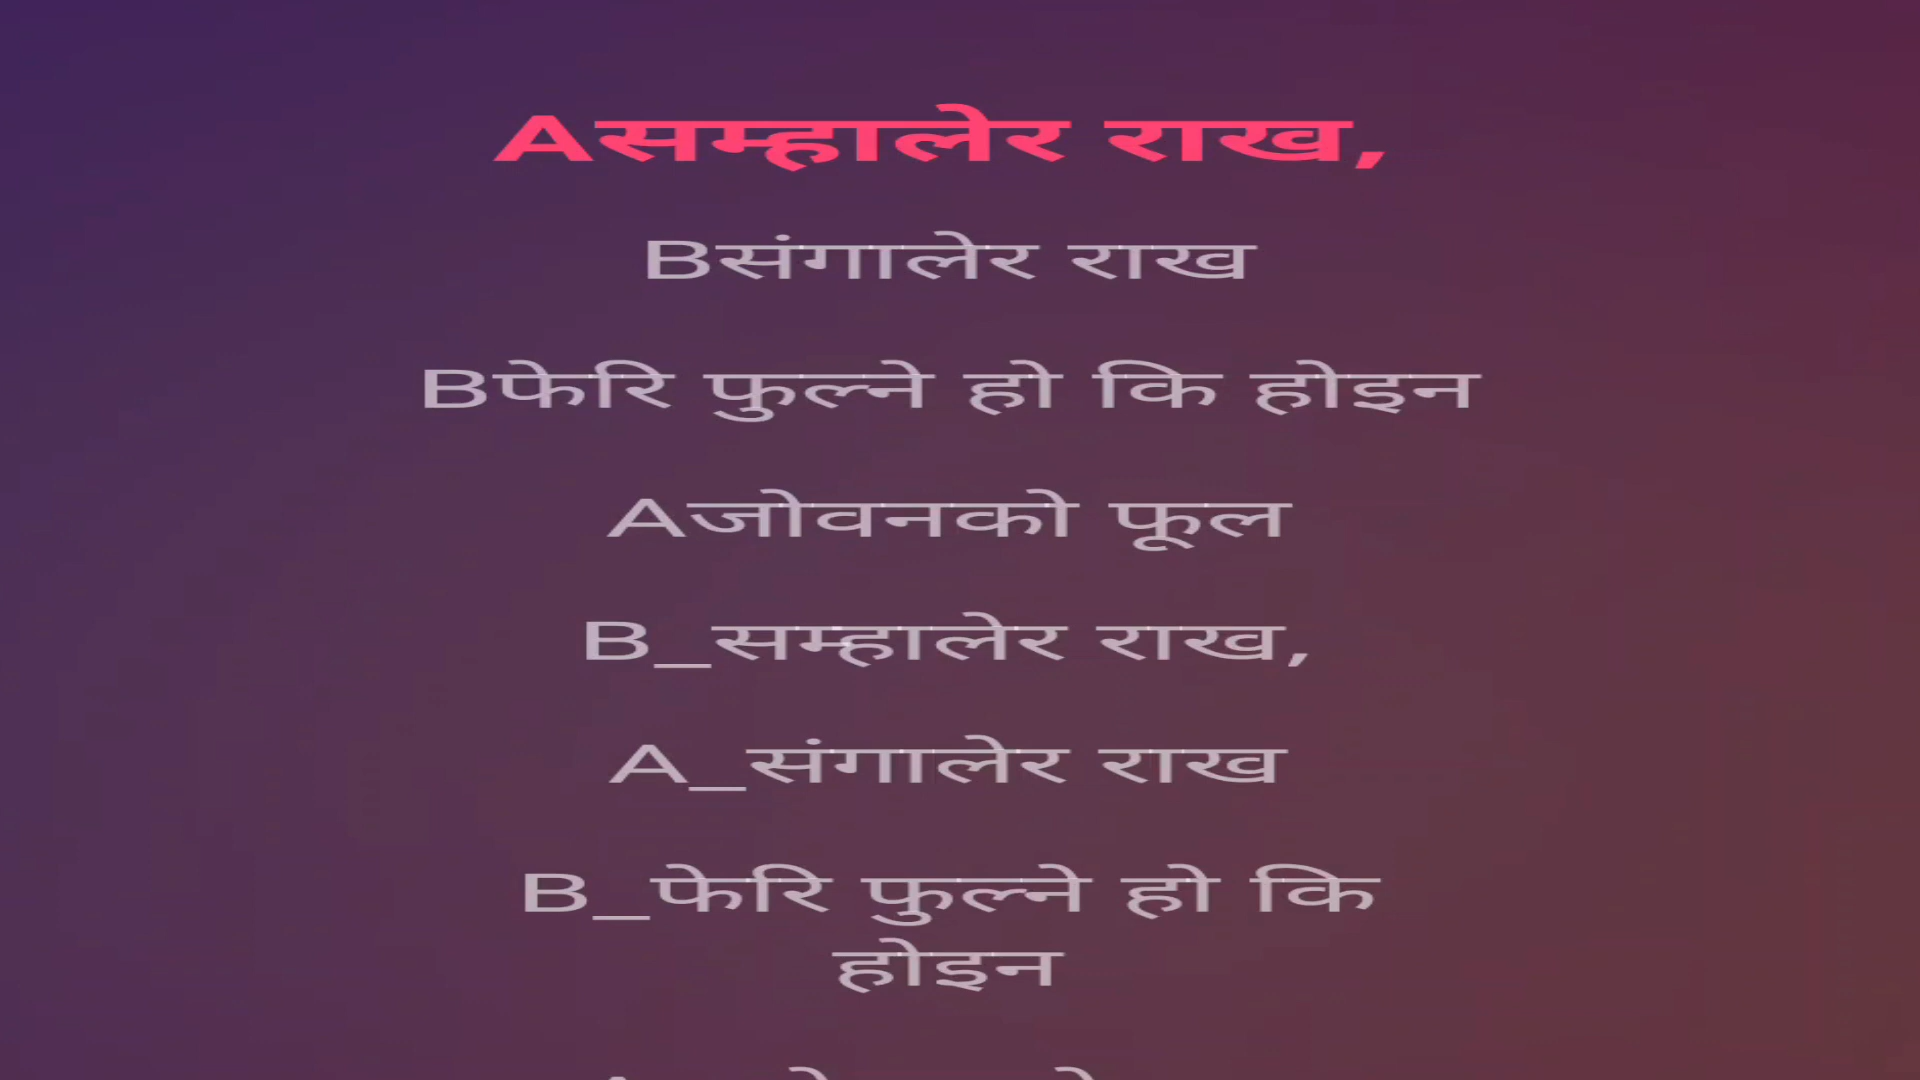 Aसम्हालेर राख,
Bसंगालेर राख
Bफेरि फुल्ने हो कि होइन
Aजोवनको फूल
B_सम्हालेर राख,
A_संगालेर राख
B_फेरि फुल्ने हो कि
होइन